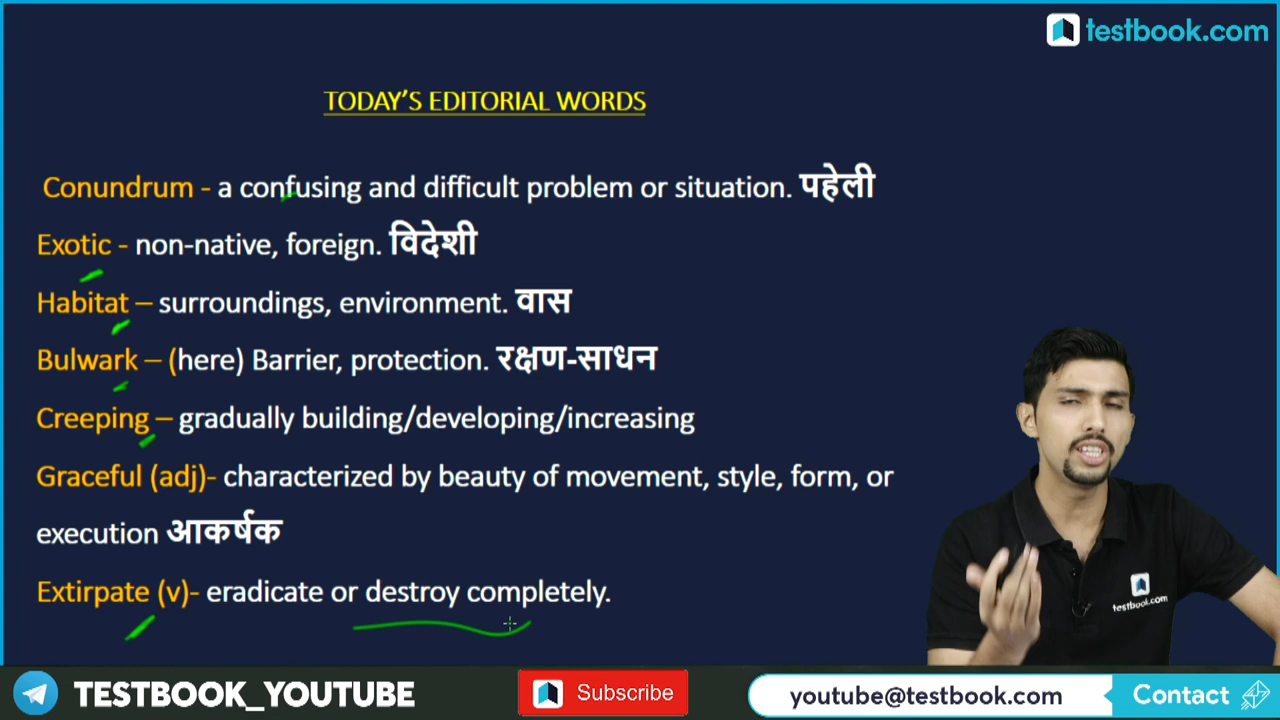 testbook.com
TODAY'S EDITORIAL WORDS
Conundrum - a confusing and difficult problem or situation. पहेली
Exotic - non-native, foreign. विदेशी
Habitat – surroundings, environment. वास
Bulwark – (here) Barrier, protection. रक्षण-साधन
Creeping – gradually building/developing/increasing
Graceful (adj)- characterized by beauty of movement, style, form, or
execution आकर्षक
Extirpate (v)- eradicate or destroy completely.
testbook.com
TESTBOOK_YOUTUBE
Subscribe
youtube@testbook.com
Contact